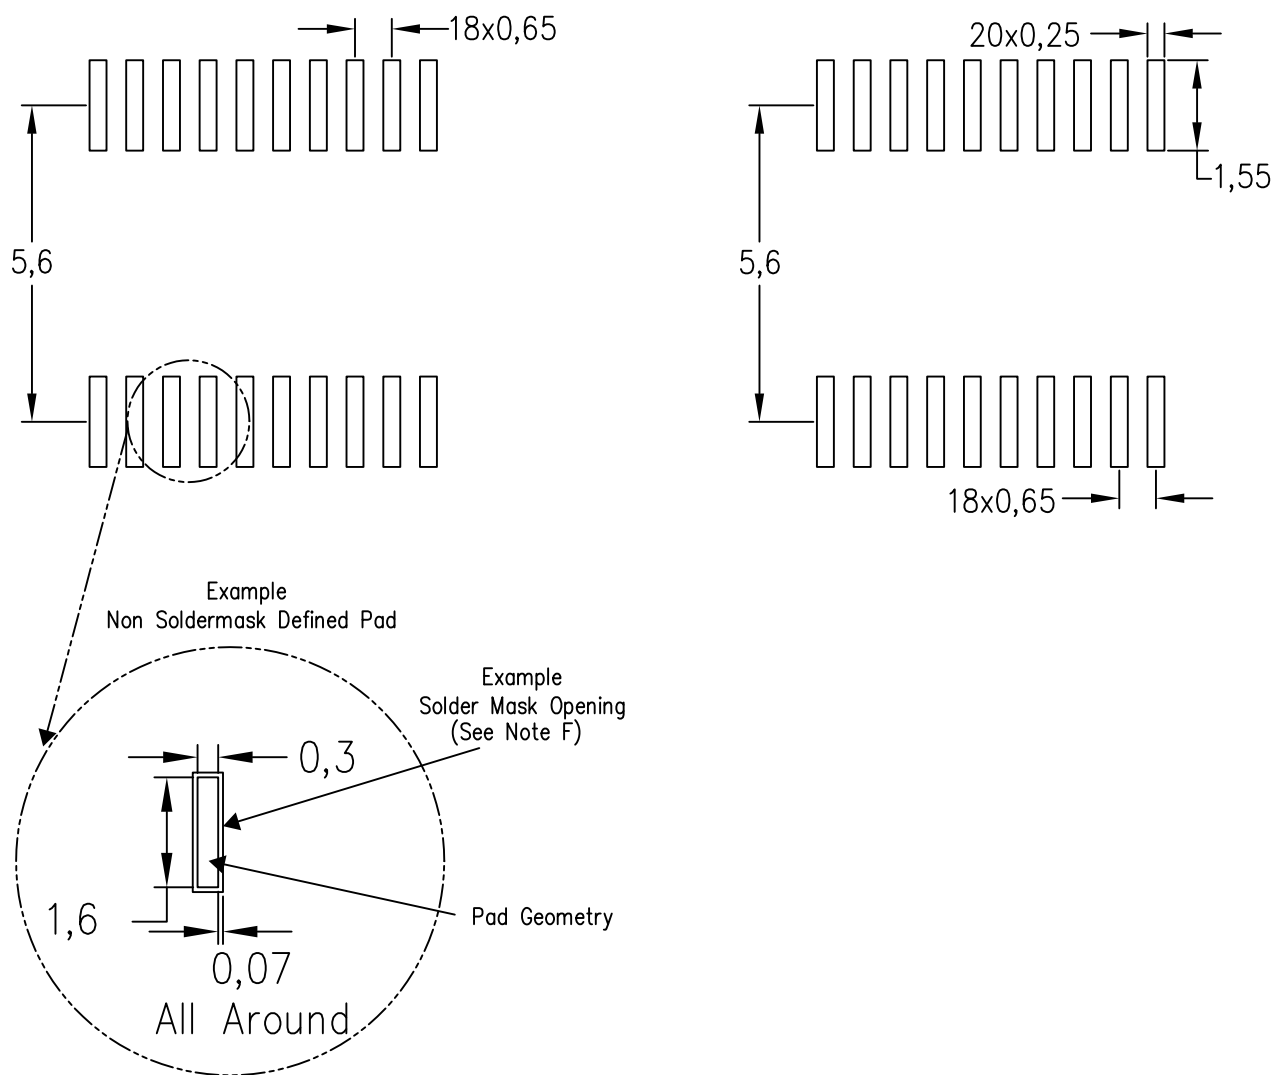 18x0,65
20x0,25
1,55
5,6
5,6
18x0,65
Example
Non Soldermask Defined Pad
Example
Solder Mask Opening
(See Note F)
0,3
1,6
Pad Geometry
0,07
All Around